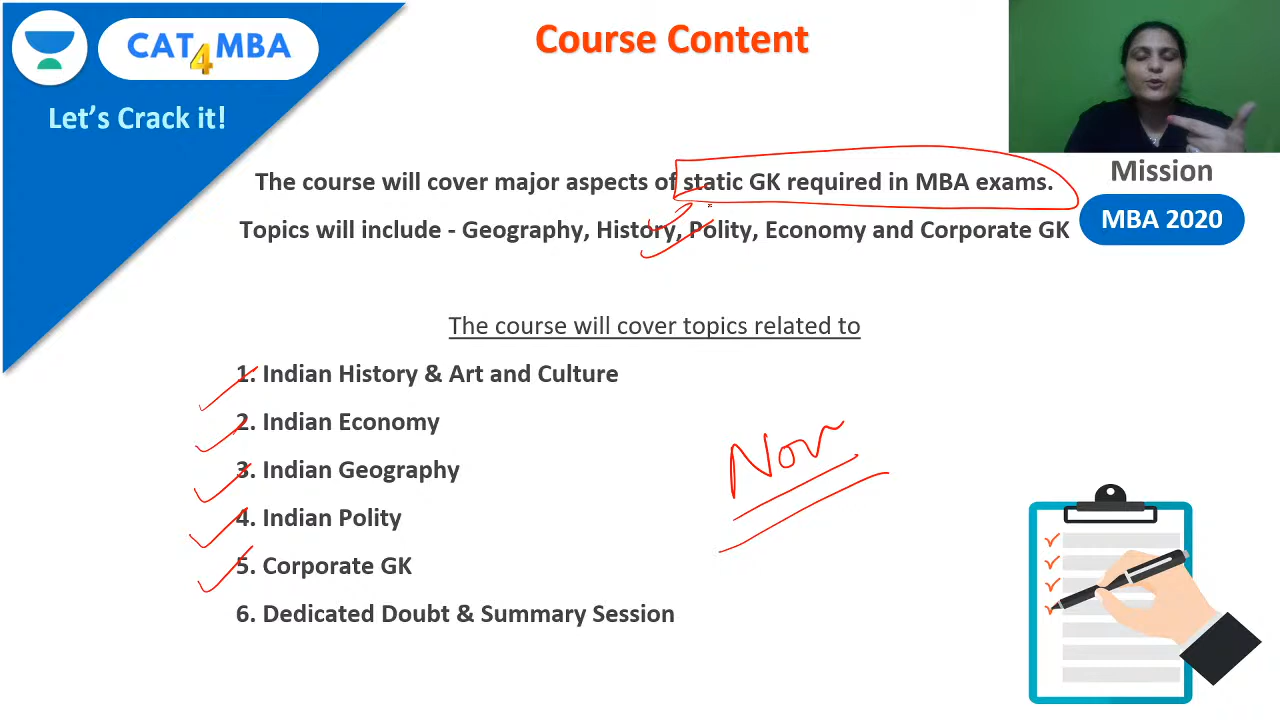 CAT4MBA
Let's Crack it!
Course Content
Mission
MBA 2020
The course will cover major aspects of static GK required in MBA exams.
Topics will include - Geography, History, Polity, Economy and Corporate GK
The course will cover topics related to
1. Indian History & Art and Culture
2. Indian Economy
3. Indian Geography
4. Indian Polity
5. Corporate GK
6. Dedicated Doubt & Summary Session
Nov